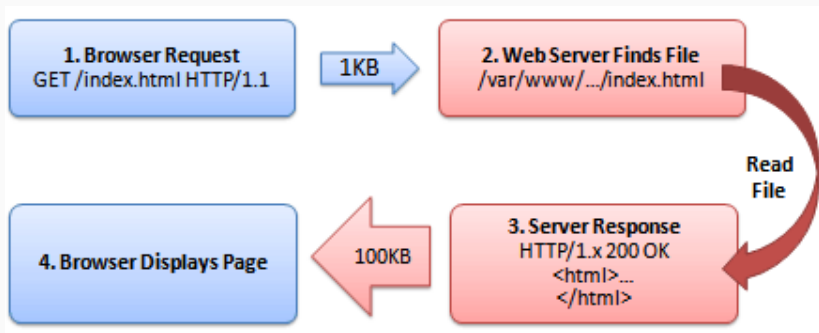 1. Browser Request
GET /index.html HTTP/1.1
1KB
2. Web Server Finds File
/var/www/.../index.html
Read
File
3. Server Response
HTTP/1.x 200 OK
<html>...
</html>
100KB
4. Browser Displays Page